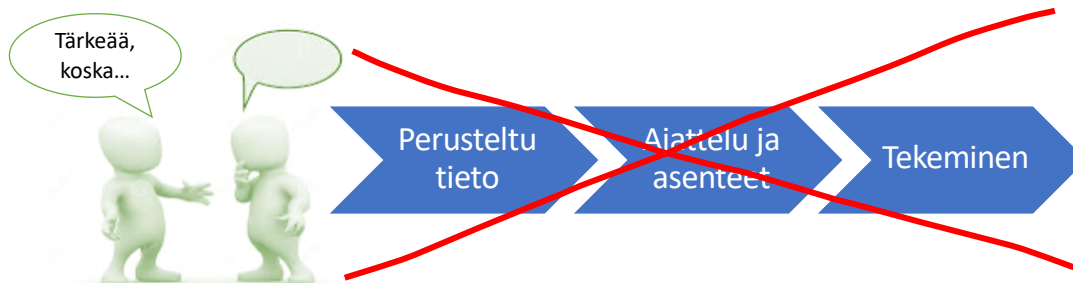 Tärkeää,
koska…
Perusteltu
tieto
Ajattelu ja
asenteet
Tekeminen